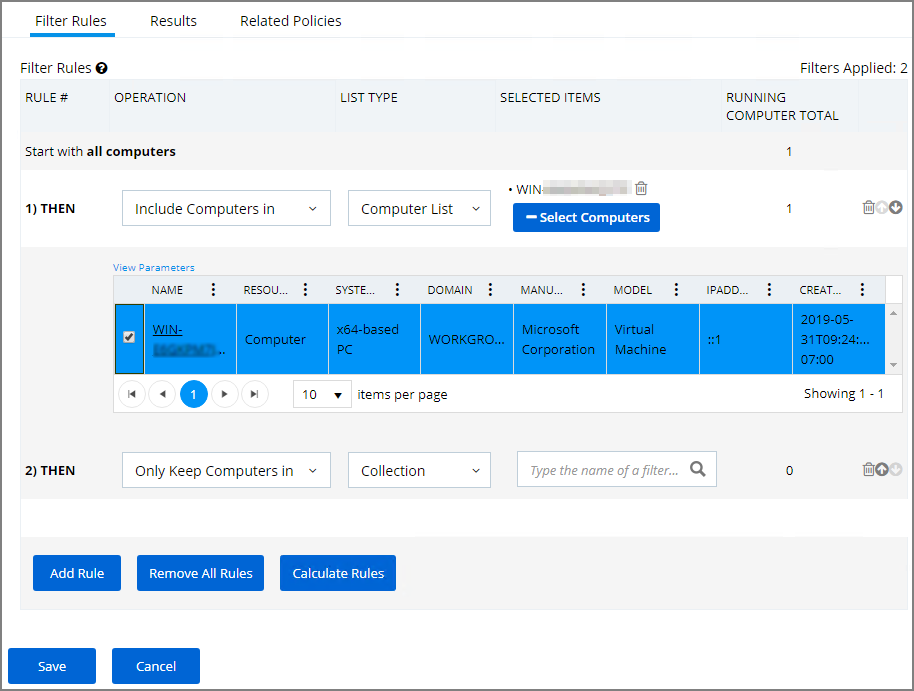 Filter Rules Results Related Policies
Filter Rules ? Filters Applied: 2
RULE # OPERATION LIST TYPE SELECTED ITEMS RUNNING COMPUTER TOTAL
Start with all computers 1
• WIN-
1) THEN Include Computers in Computer List 1
Select Computers
View Parameters
NAME RESOU... SYSTE... DOMAIN MANU... MODEL IPADD... CREAT...
WIN- ... Computer x64-based PC WORKGRO... Microsoft Corporation Virtual Machine ::1 2019-05-31T09:24:... 07:00
1 10 items per page Showing 1 - 1
2) THEN Only Keep Computers in Collection Type the name of a filter... 0
Add Rule Remove All Rules Calculate Rules
Save Cancel